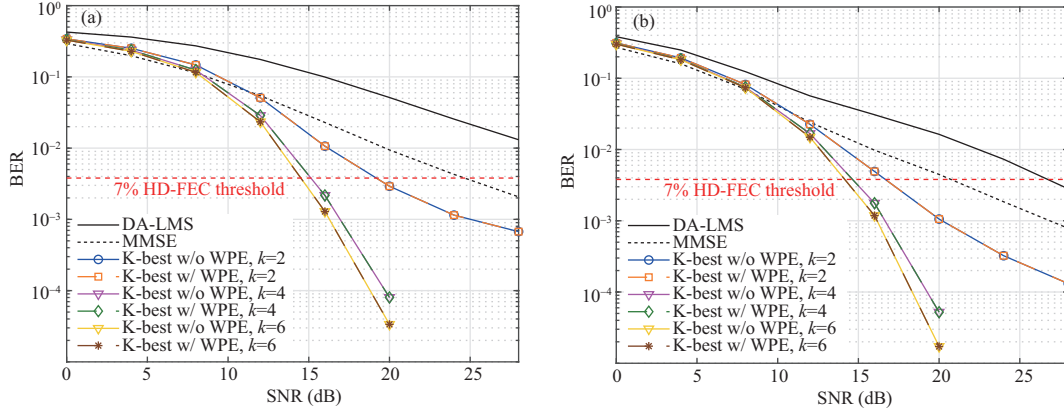 (a)
10^0
10^-1
10^-2
10^-3
10^-4
BER
7% HD-FEC threshold
DA-LMS
MMSE
K-best w/o WPE, k=2
K-best w/ WPE, k=2
K-best w/o WPE, k=4
K-best w/ WPE, k=4
K-best w/o WPE, k=6
K-best w/ WPE, k=6
0 5 10 15 20 25
SNR (dB)
(b)
10^0
10^-1
10^-2
10^-3
10^-4
BER
7% HD-FEC threshold
DA-LMS
MMSE
K-best w/o WPE, k=2
K-best w/ WPE, k=2
K-best w/o WPE, k=4
K-best w/ WPE, k=4
K-best w/o WPE, k=6
K-best w/ WPE, k=6
0 5 10 15 20 25
SNR (dB)